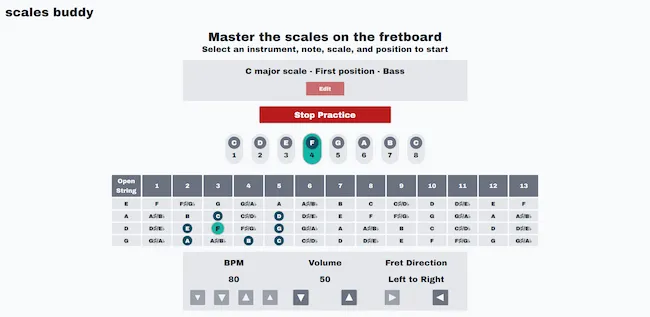 scales buddy
Master the scales on the fretboard
Select an instrument, note, scale, and position to start
C major scale - First position - Bass
Edit
Stop Practice
C D E F G A B C
1 2 3 4 5 6 7 8
Open String 1 2 3 4 5 6 7 8 9 10 11 12 13
E F F♯/G♭ G G♯/A♭ A A♯/B♭ B C C♯/D♭ D D♯/E♭ E F
A A♯/B♭ B C C♯/D♭ D D♯/E♭ E F F♯/G♭ G G♯/A♭ A A♯/B♭
D D♯/E♭ E F F♯/G♭ G G♯/A♭ A A♯/B♭ B C C♯/D♭ D D♯/E♭
G G♯/A♭ A A♯/B♭ B C C♯/D♭ D D♯/E♭ E F F♯/G♭ G G♯/A♭
BPM Volume Fret Direction
80 50 Left to Right